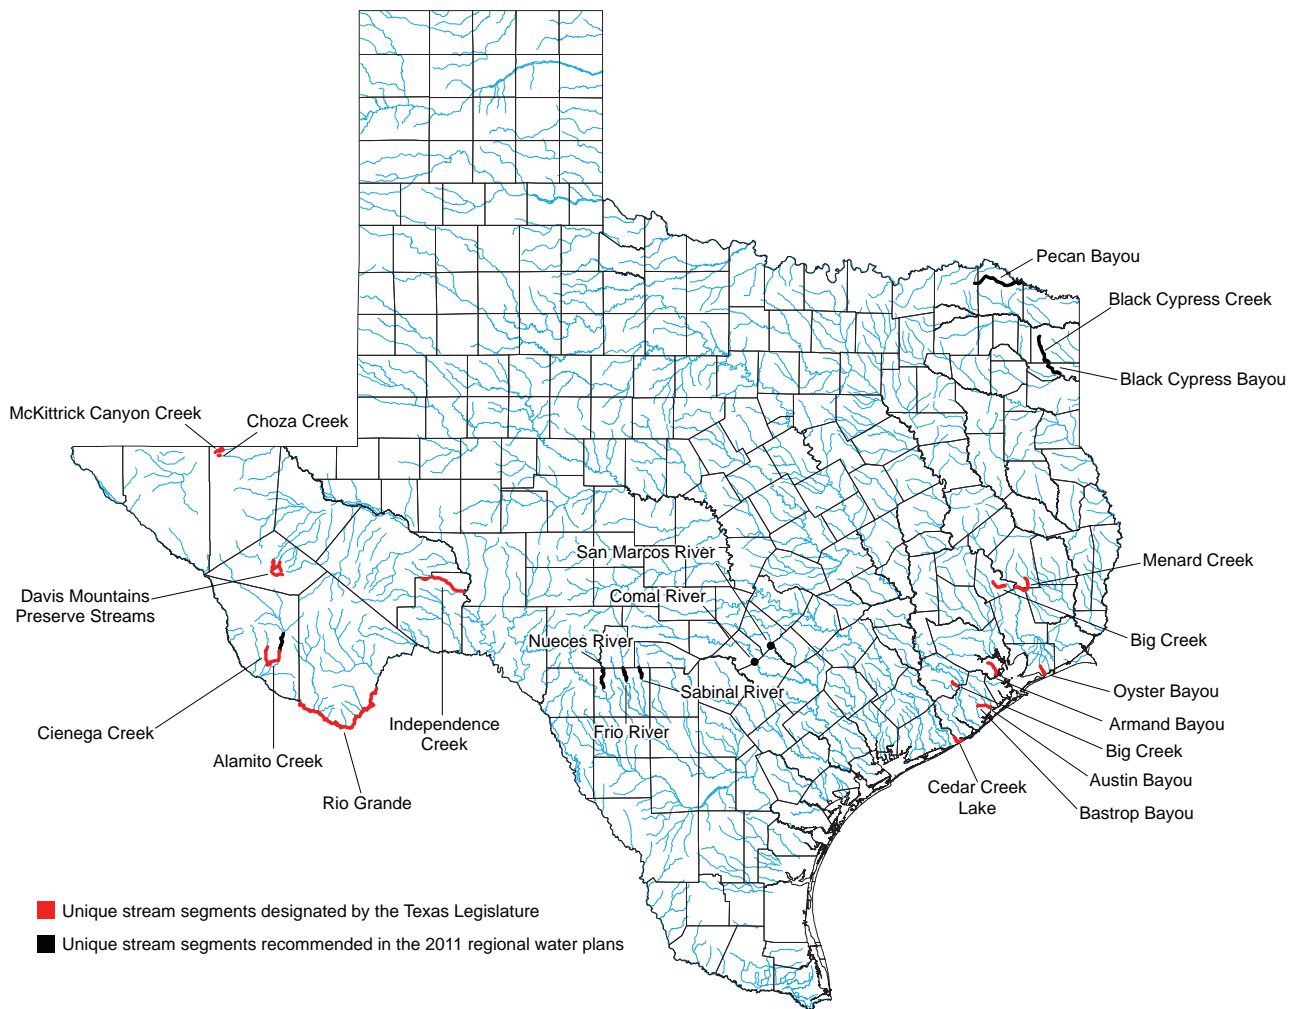 Pecan Bayou
Black Cypress Creek
Black Cypress Bayou
McKittrick Canyon Creek
Choza Creek
San Marcos River
Menard Creek
Comal River
Davis Mountains
Preserve Streams
Big Creek
Nueces River
Oyster Bayou
Sabinal River
Armand Bayou
Independence
Creek
Frio River
Cienega Creek
Big Creek
Alamito Creek
Austin Bayou
Cedar Creek
Lake
Rio Grande
Bastrop Bayou
Unique stream segments designated by the Texas Legislature
Unique stream segments recommended in the 2011 regional water plans